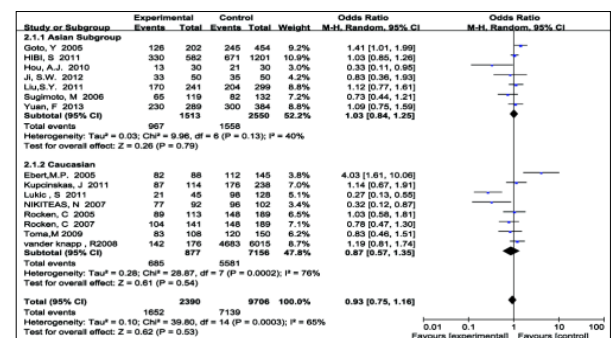 Experimental Control Odds Ratio Odds Ratio
Study or Subgroup Events Total Events Total Weight M-H, Random, 95% CI M-H, Random, 95% CI
2.1.1 Asian Subgroup
Goto, Y 2005 126 202 245 454 9.2% 1.41 [1.01, 1.99]
HIBI, S 2011 330 582 671 1201 9.9% 1.03 [0.85, 1.26]
Hou, A.J. 2010 13 30 21 30 3.0% 0.33 [0.11, 0.95]
Ji, S.W. 2012 33 50 35 50 4.2% 0.83 [0.36, 1.93]
Liu,S.Y. 2011 170 241 204 299 9.1% 1.12 [0.77, 1.61]
Sugimoto, M 2006 65 119 82 132 7.2% 0.73 [0.44, 1.21]
Yuan, F 2013 230 289 300 384 9.1% 1.09 [0.75, 1.59]
Subtotal (95% CI) 1513 2550 52.2% 1.03 [0.84, 1.25]
Total events 967 1558
Heterogeneity: Tau² = 0.03; Chi² = 9.96, df = 6 (P = 0.13); I² = 40%
Test for overall effect: Z = 0.26 (P = 0.79)
2.1.2 Caucasian
Ebert,M.P. 2005 82 88 112 145 3.8% 4.03 [1.61, 10.06]
Kupcinskas, J 2011 87 114 176 238 7.2% 1.14 [0.67, 1.91]
Lukic , S 2011 21 45 98 128 0.27 [0.13, 0.55]
NIKITEAS, N 2007 77 92 96 102 0.32 [0.12, 0.87]
Rocken, C 2005 89 113 148 189 1.03 [0.58, 1.81]
Rocken, C 2007 104 141 148 189 0.78 [0.47, 1.30]
Toma,M 2009 83 108 120 150 0.83 [0.46, 1.51]
vander knapp , R2008 142 176 4683 6015 1.19 [0.81, 1.74]
Subtotal (95% CI) 877 7156 47.8% 0.87 [0.57, 1.35]
Total events 685 5581
Heterogeneity: Tau² = 0.28; Chi² = 28.87, df = 7 (P = 0.0002); I² = 76%
Test for overall effect: Z = 0.61 (P = 0.54)
Total (95% CI) 2390 9706 100.0% 0.93 [0.75, 1.16]
Total events 1652 7139
Heterogeneity: Tau² = 0.10; Chi² = 39.80, df = 14 (P = 0.0003); I² = 65%
Test for overall effect: Z = 0.62 (P = 0.53)
0.01 0.1 1 10 100
Favours [experimental] Favours [control]